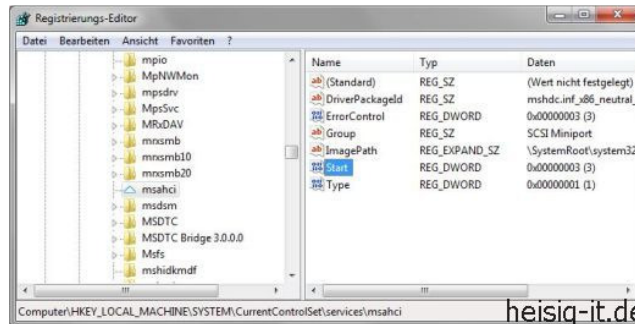 Registrierungs-Editor
Datei Bearbeiten Ansicht Favoriten ?
mpio
MpNWMon
mpsdrv
MpsSvc
MRxDAV
mrxsmb
mrxsmb10
mrxsmb20
msahci
msdsm
MSDTC
MSDTC Bridge 3.0.0.0
Msfs
mshidkmdf
Name Typ Daten
(Standard) REG_SZ (Wert nicht festgelegt)
DriverPackageId REG_SZ mshdc.inf_x86_neutral_
ErrorControl REG_DWORD 0x00000003 (3)
Group REG_SZ SCSI Miniport
ImagePath REG_EXPAND_SZ \SystemRoot\system32
Start REG_DWORD 0x00000003 (3)
Type REG_DWORD 0x00000001 (1)
Computer\HKEY_LOCAL_MACHINE\SYSTEM\CurrentControlSet\services\msahci
heisig-it.de